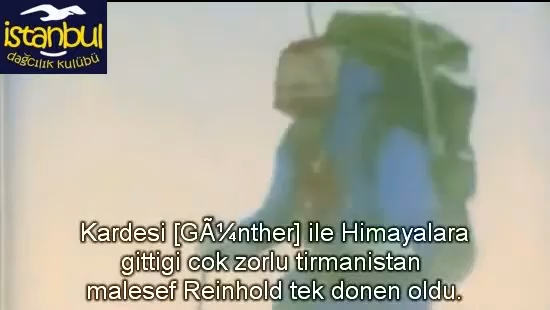 istanbul
dağcılık kulübü
Kardesi [GÃ¼nther] ile Himayalara
gittigi cok zorlu tirmanistan
malesef Reinhold tek donen oldu.